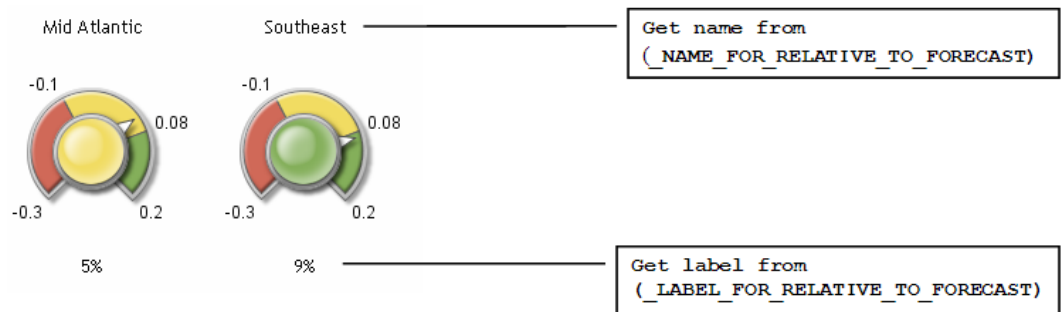 Mid Atlantic
Southeast
Get name from
(_NAME_FOR_RELATIVE_TO_FORECAST)
-0.1
0.08
-0.3
0.2
-0.1
0.08
-0.3
0.2
5%
9%
Get label from
(_LABEL_FOR_RELATIVE_TO_FORECAST)